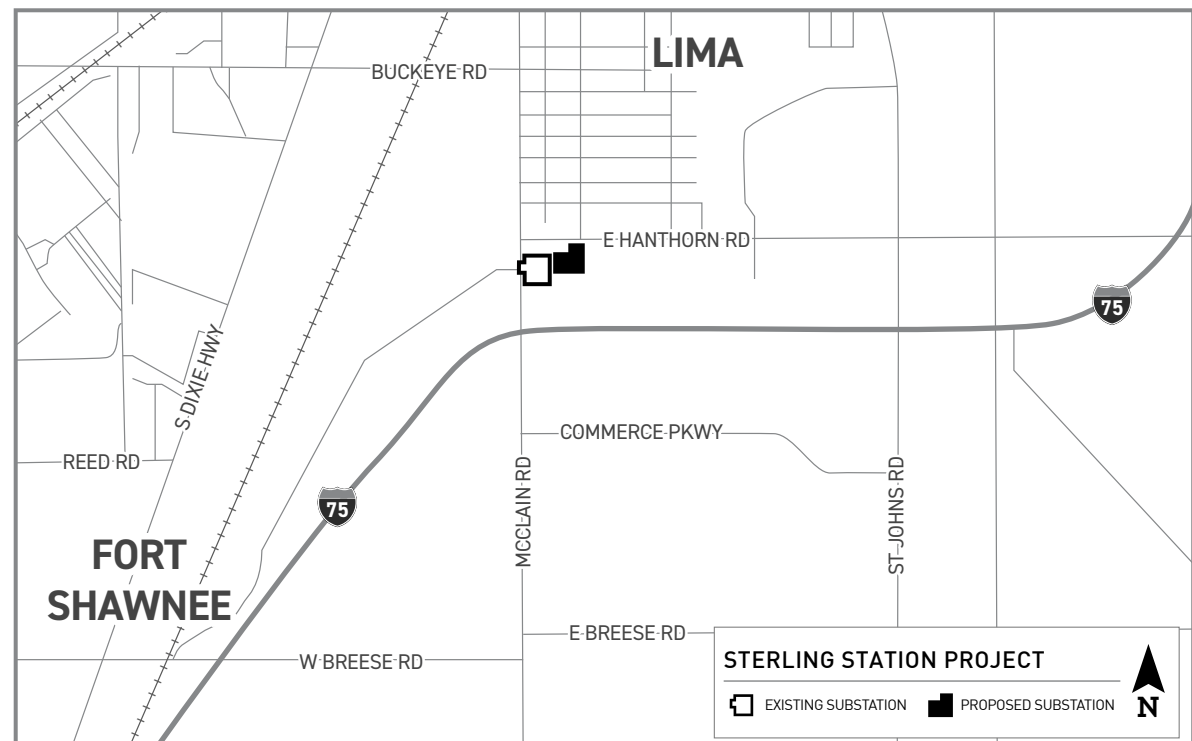 LIMA
BUCKEYE RD
E HANTHORN RD
75
S DIXIE HWY
COMMERCE PKWY
REED RD
MCCLAIN RD
ST JOHNS RD
75
FORT
SHAWNEE
E BREESE RD
W BREESE RD
STERLING STATION PROJECT
EXISTING SUBSTATION
PROPOSED SUBSTATION
N